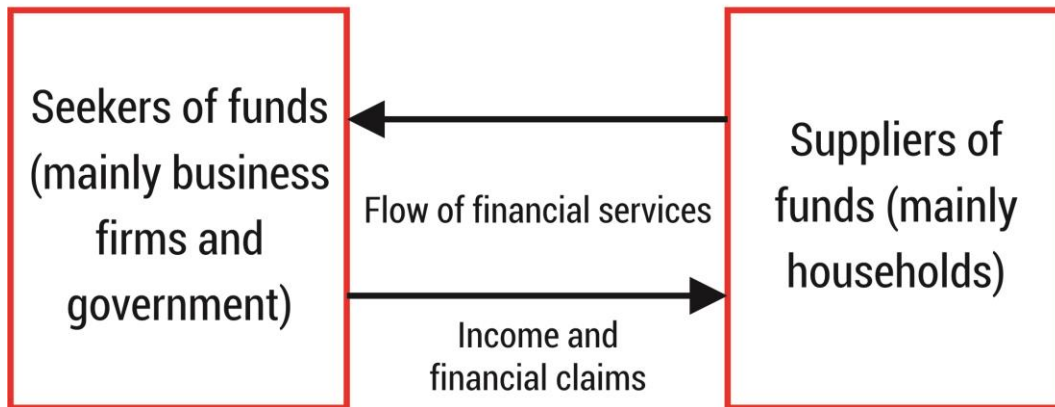 Seekers of funds
(mainly business
firms and
government)
Flow of financial services
Income and
financial claims
Suppliers of
funds (mainly
households)